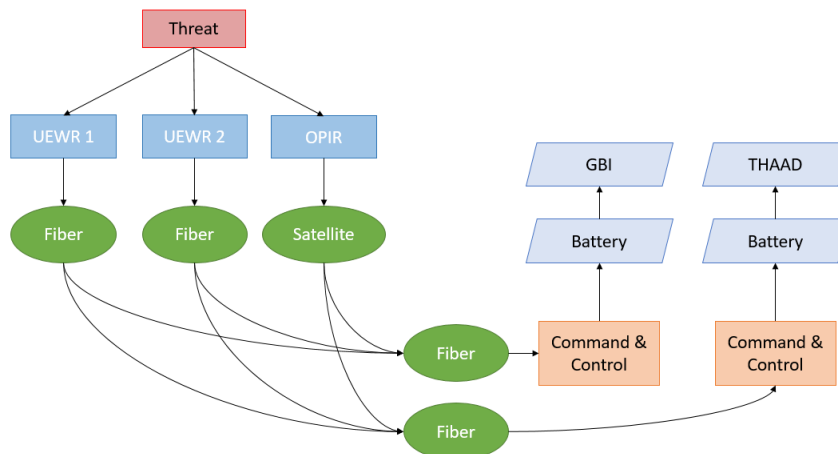 Threat
UEWR 1
UEWR 2
OPIR
GBI
THAAD
Fiber
Fiber
Satellite
Battery
Battery
Fiber
Command &
Control
Command &
Control
Fiber